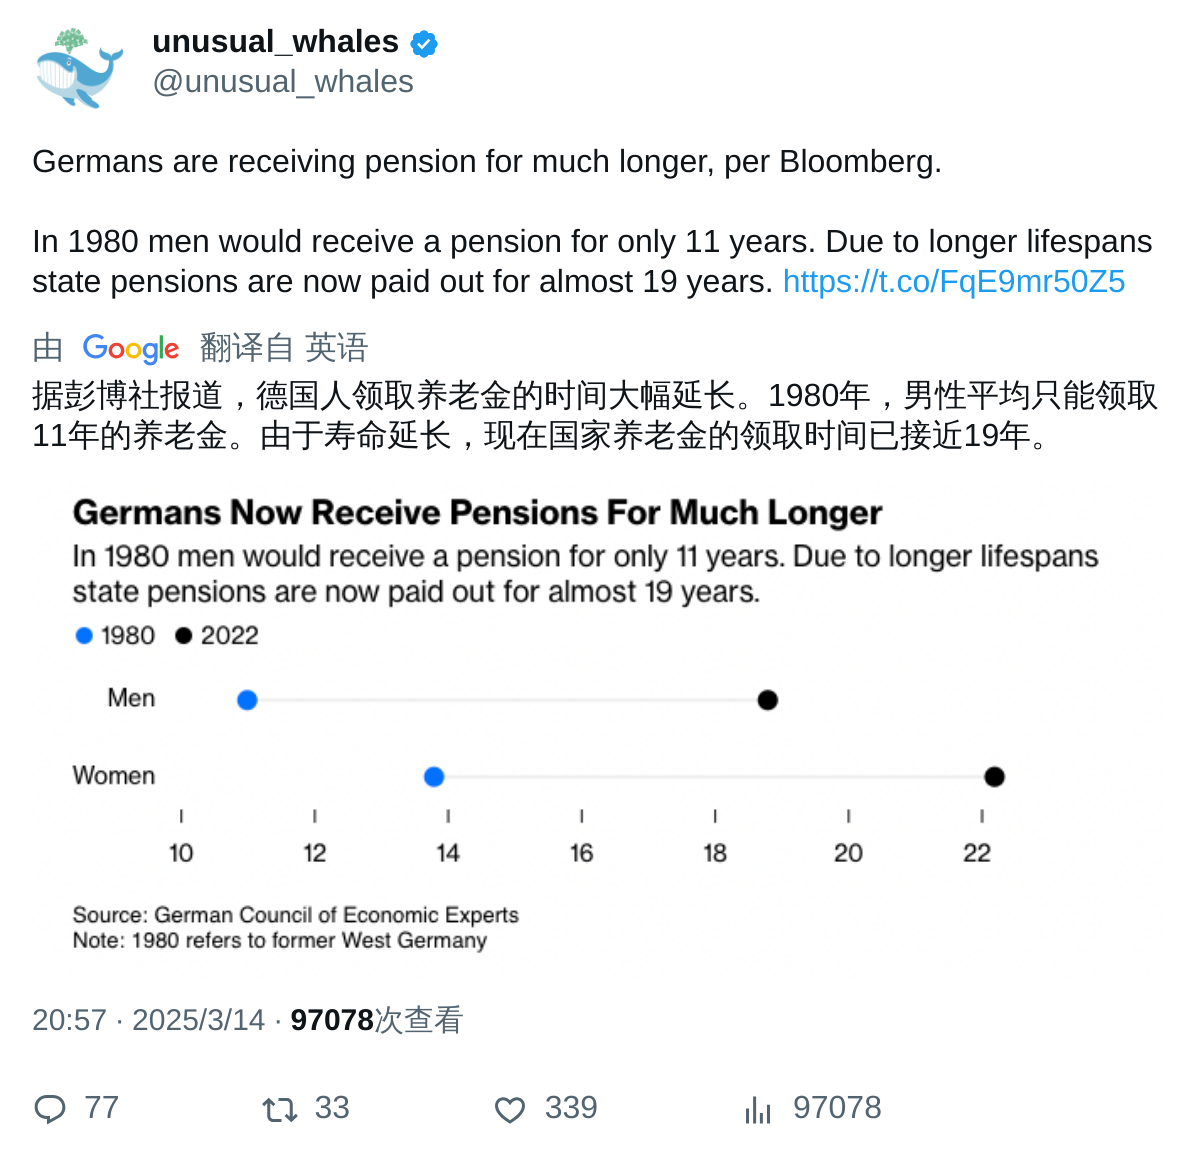 unusual_whales
@unusual_whales
Germans are receiving pension for much longer, per Bloomberg.
In 1980 men would receive a pension for only 11 years. Due to longer lifespans
state pensions are now paid out for almost 19 years. https://t.co/FqE9mr50Z5
由 Google 翻译自 英语
据彭博社报道，德国人领取养老金的时间大幅延长。1980年，男性平均只能领取
11年的养老金。由于寿命延长，现在国家养老金的领取时间已接近19年。
Germans Now Receive Pensions For Much Longer
In 1980 men would receive a pension for only 11 years. Due to longer lifespans
state pensions are now paid out for almost 19 years.
1980 2022
Men
Women
10 12 14 16 18 20 22
Source: German Council of Economic Experts
Note: 1980 refers to former West Germany
20:57 · 2025/3/14 · 97078次查看
77 33 339 97078